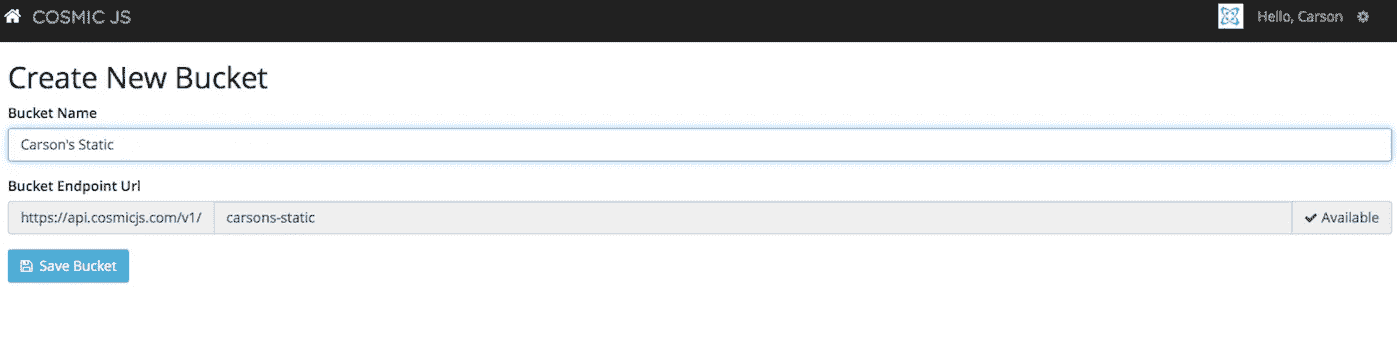 COSMIC JS Hello, Carson
Create New Bucket
Bucket Name
Carson's Static
Bucket Endpoint Url
https://api.cosmicjs.com/v1/ carsons-static Available
Save Bucket